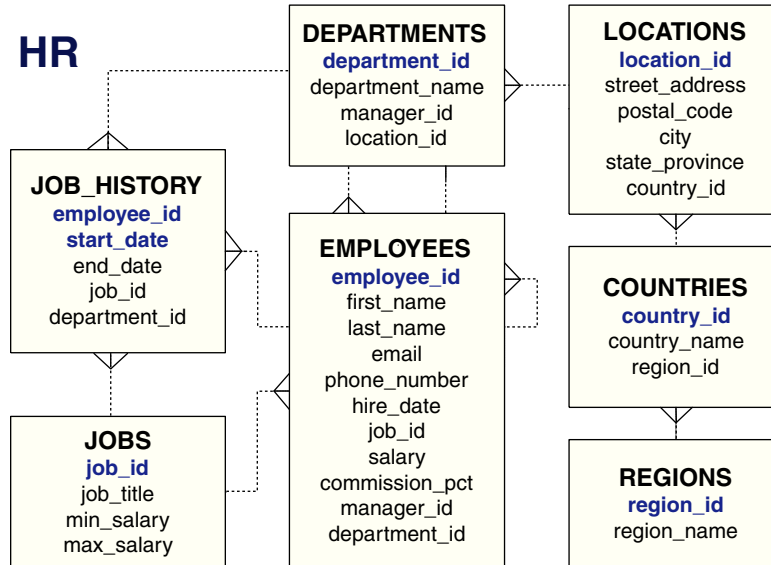 HR
DEPARTMENTS
department_id
department_name
manager_id
location_id
LOCATIONS
location_id
street_address
postal_code
city
state_province
country_id
JOB_HISTORY
employee_id
start_date
end_date
job_id
department_id
EMPLOYEES
employee_id
first_name
last_name
email
phone_number
hire_date
job_id
salary
commission_pct
manager_id
department_id
COUNTRIES
country_id
country_name
region_id
JOBS
job_id
job_title
min_salary
max_salary
REGIONS
region_id
region_name